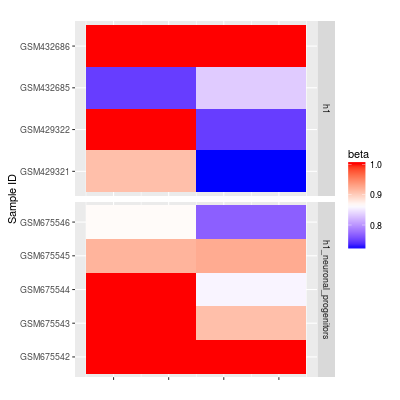 GSM432686
GSM432685
GSM429322
GSM429321
h1
GSM675546
GSM675545
GSM675544
GSM675543
GSM675542
h1_neuronal_progenitors
Sample ID
beta
1.0
0.9
0.8